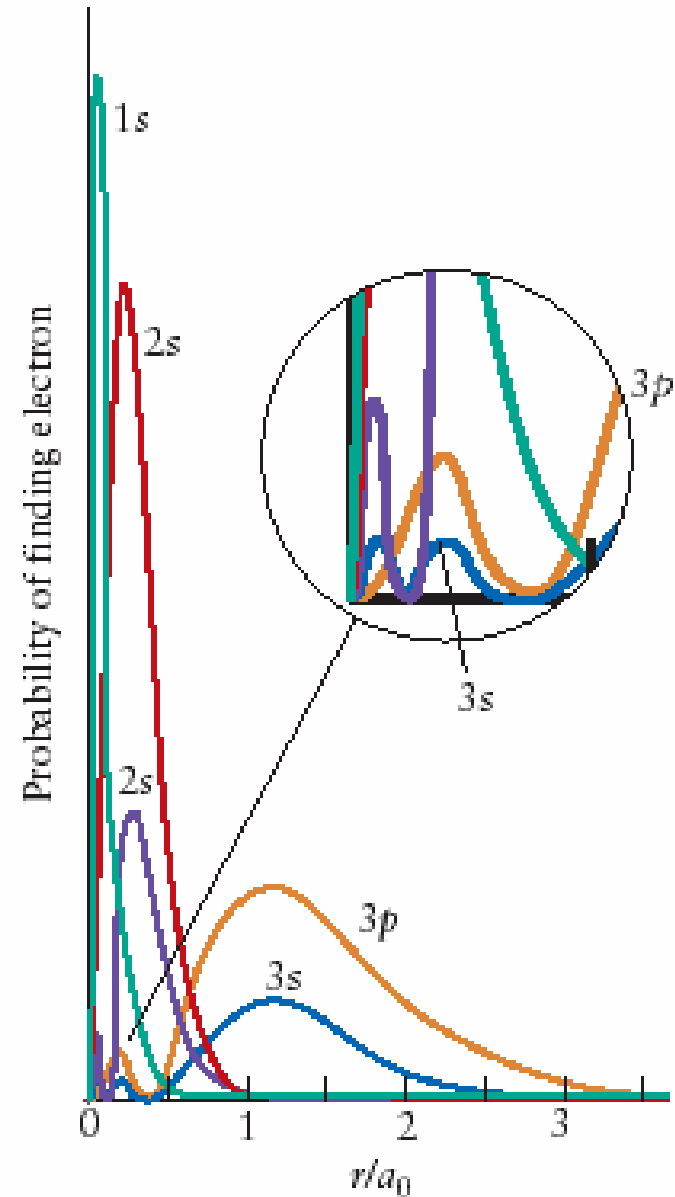 1s
2s
3p
3s
2s
3p
3s
Probability of finding electron
0 1 2 3
r/a₀